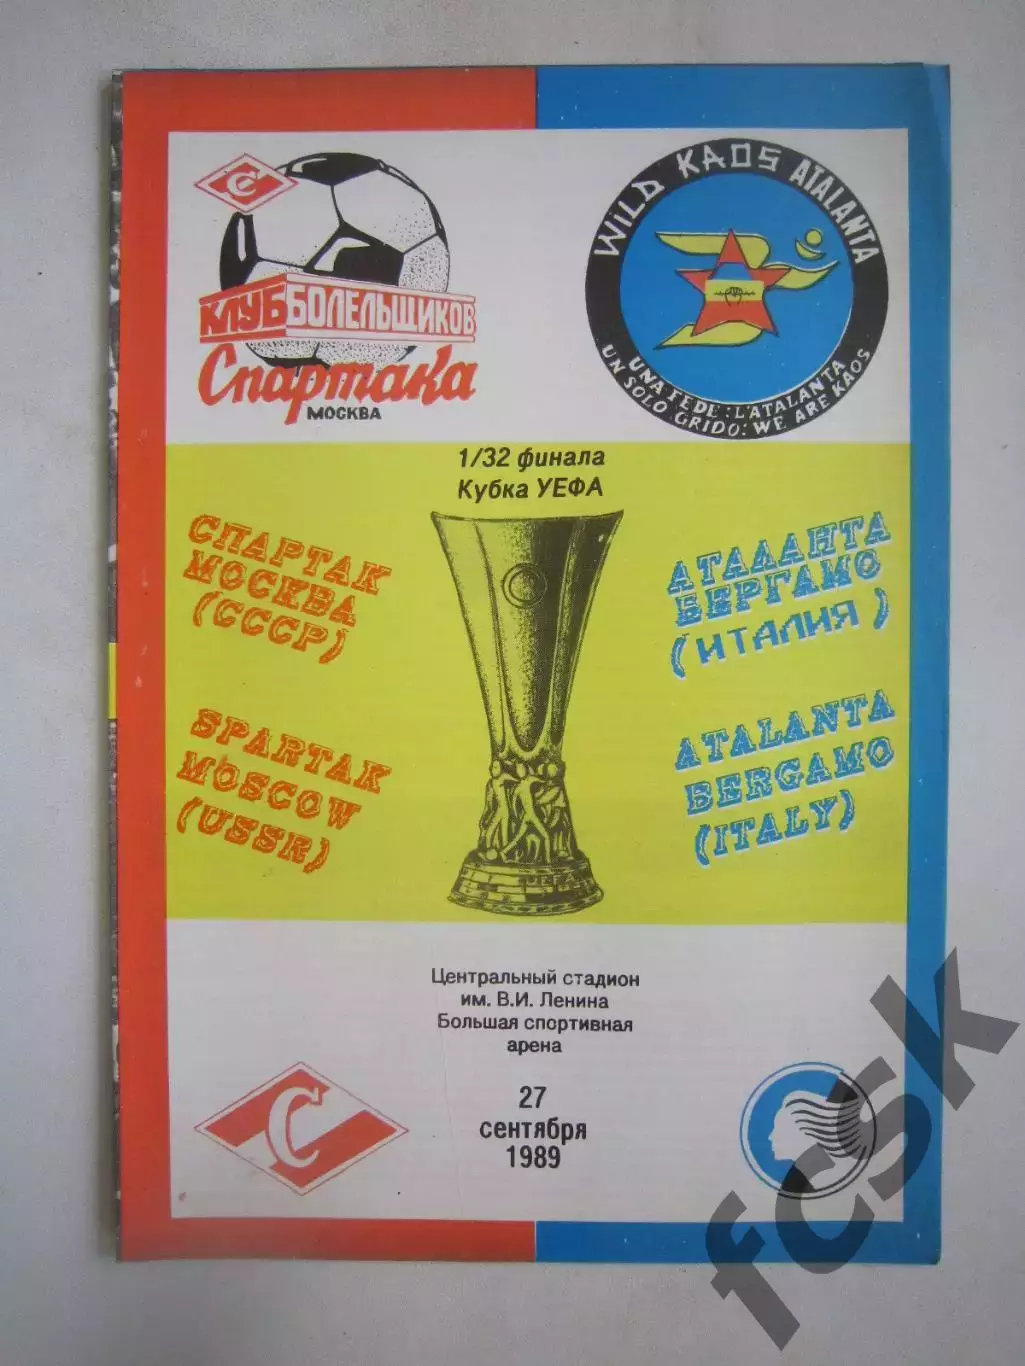 КЛУБ БОЛЕЛЬЩИКОВ
Спартака
МОСКВА
WILD KAOS ATALANTA
UNA FEDE: L'ATALANTA
UN SOLO GRIDO: WE ARE KAOS
1/32 финала
Кубка УЕФА
СПАРТАК
МОСКВА
(СССР)
АТАЛАНТА
БЕРГАМО
(ИТАЛИЯ)
SPARTAK
MOSCOW
(USSR)
ATALANTA
BERGAMO
(ITALY)
UEFA
Центральный стадион
им. В.И. Ленина
Большая спортивная
арена
27
сентября
1989
С
fcsk